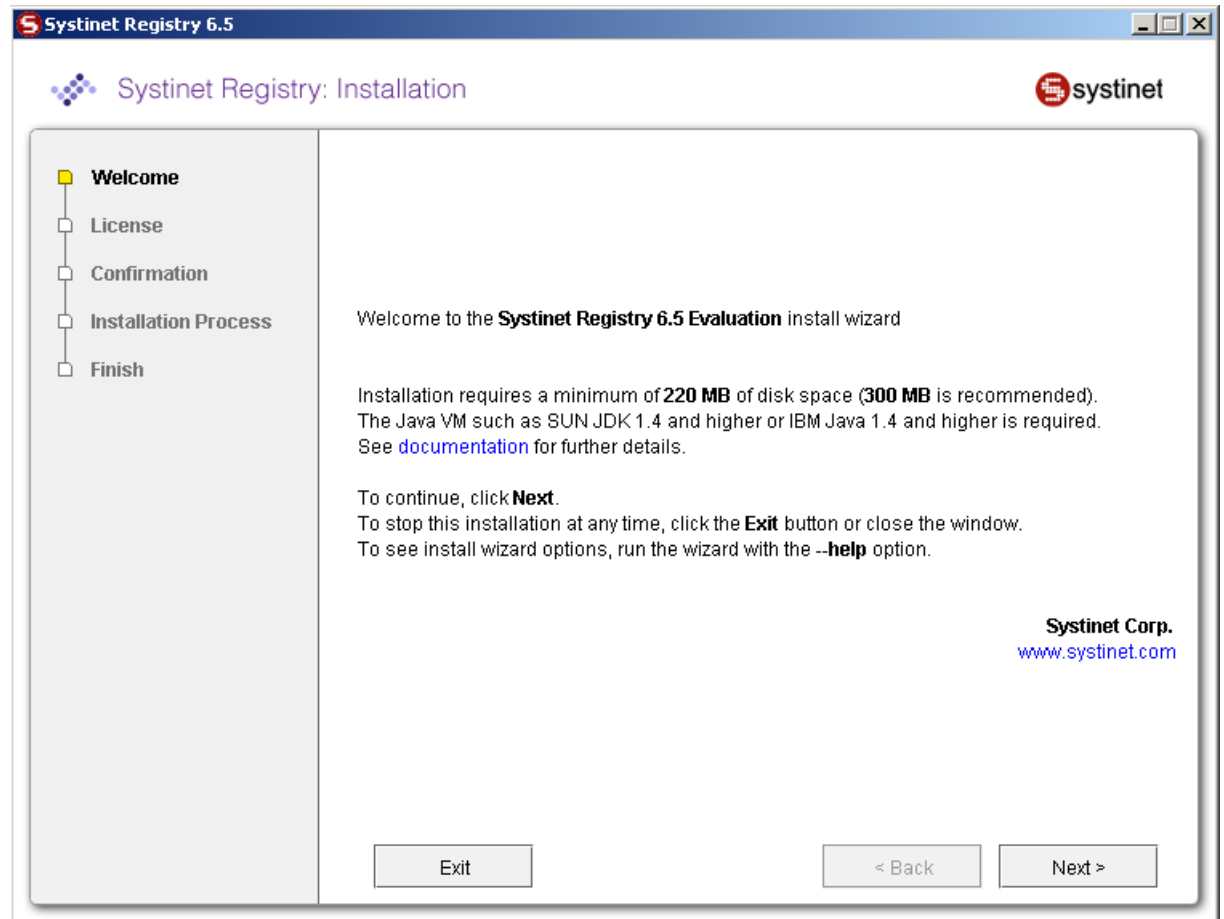 Systinet Registry 6.5
Systinet Registry: Installation
systinet
Welcome
License
Confirmation
Installation Process
Finish
Welcome to the Systinet Registry 6.5 Evaluation install wizard
Installation requires a minimum of 220 MB of disk space (300 MB is recommended).
The Java VM such as SUN JDK 1.4 and higher or IBM Java 1.4 and higher is required.
See documentation for further details.
To continue, click Next.
To stop this installation at any time, click the Exit button or close the window.
To see install wizard options, run the wizard with the --help option.
Systinet Corp.
www.systinet.com
Exit
< Back
Next >